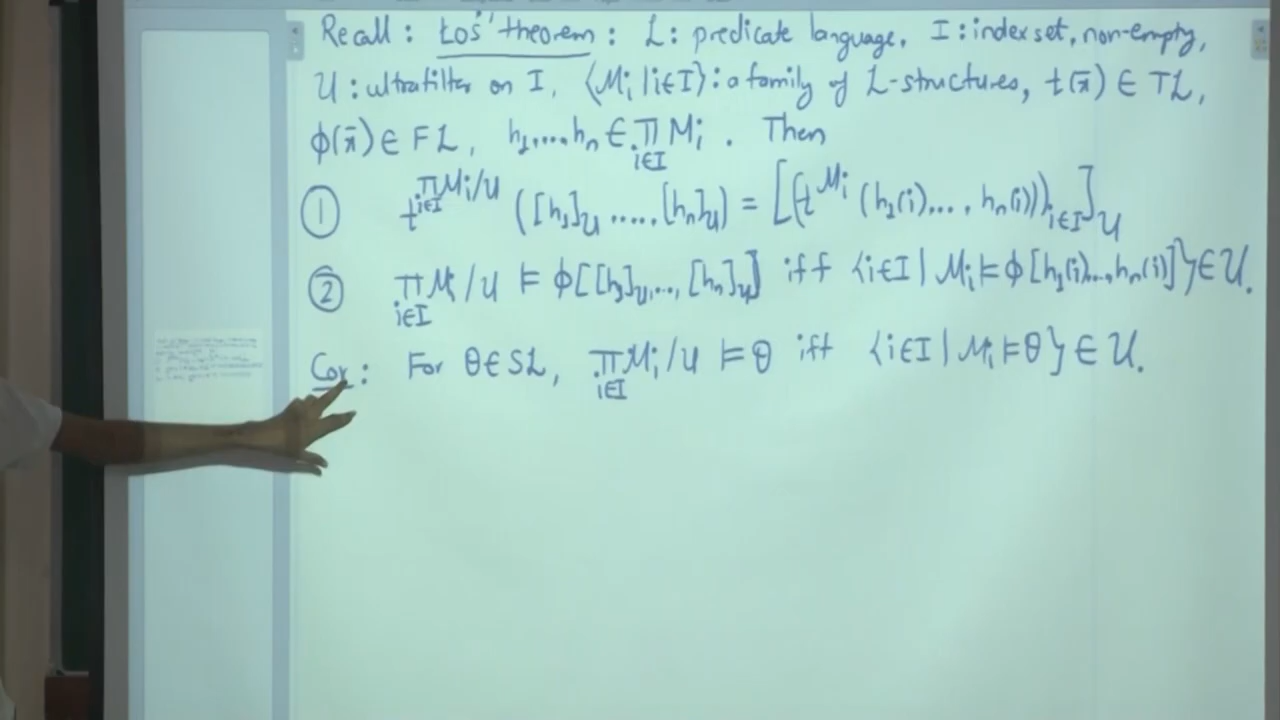 Recall : Łos' theorem : L : predicate language, I : index set, non-empty,
U : ultrafilter on I, ⟨Mᵢ | i∈I⟩ : a family of L-structures, t(x̄) ∈ TL,
ϕ(x̄) ∈ FL, h₁,...,hₙ ∈ ∏_{i∈I} Mᵢ . Then
① t^{∏_{i∈I} Mᵢ/U} ([h₁]_U ..... [hₙ]_U) = [(t^{Mᵢ} (h₁(i)..., hₙ(i)))_{i∈I}]_U
② ∏_{i∈I} Mᵢ/U ⊨ ϕ[[h₁]_U,..., [hₙ]_U] iff {i∈I | Mᵢ ⊨ ϕ[h₁(i)...,hₙ(i)]} ∈ U.
Cor : For θ∈SL, ∏_{i∈I} Mᵢ/U ⊨ θ iff {i∈I | Mᵢ ⊨ θ} ∈ U.